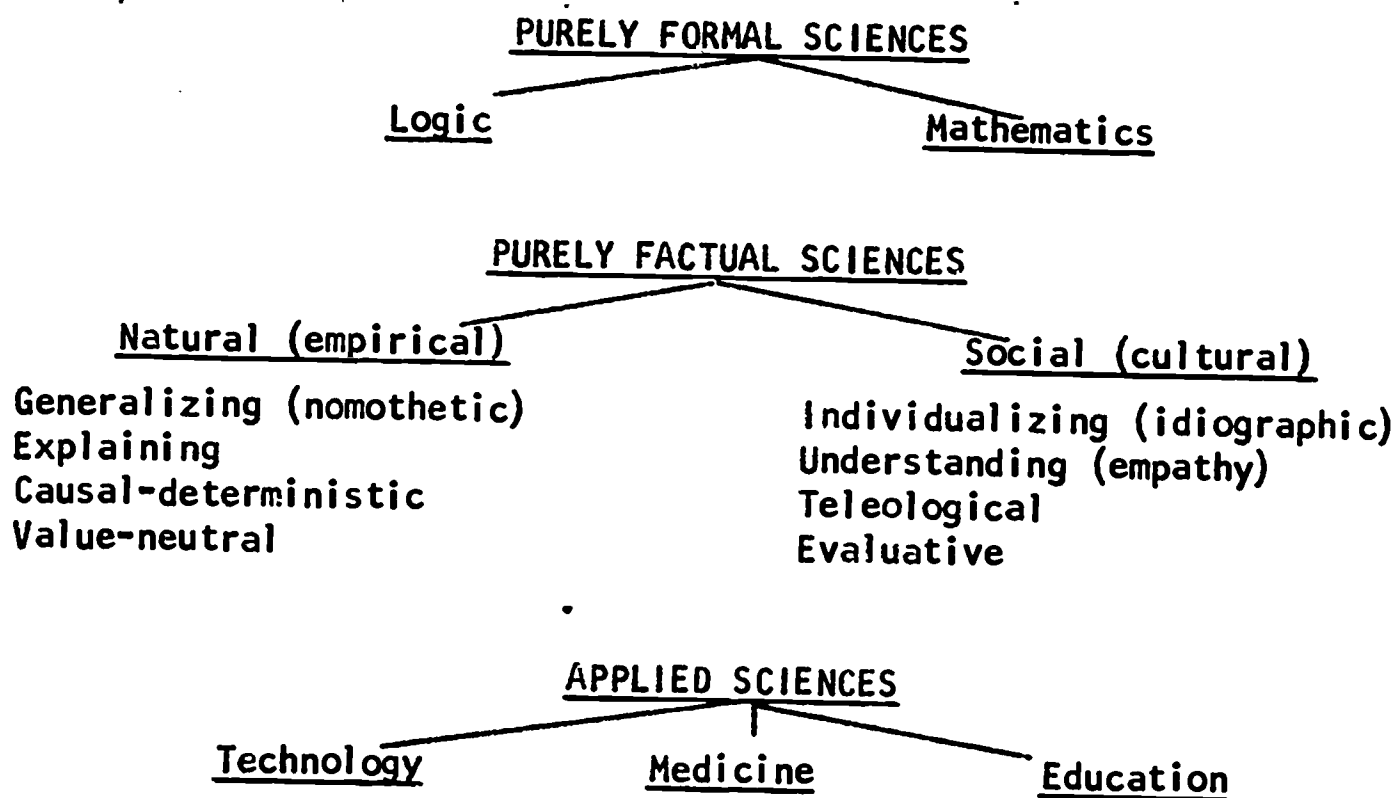 PURELY FORMAL SCIENCES
Logic
Mathematics
PURELY FACTUAL SCIENCES
Natural (empirical)
Generalizing (nomothetic)
Explaining
Causal-deterministic
Value-neutral
Social (cultural)
Individualizing (idiographic)
Understanding (empathy)
Teleological
Evaluative
APPLIED SCIENCES
Technology
Medicine
Education